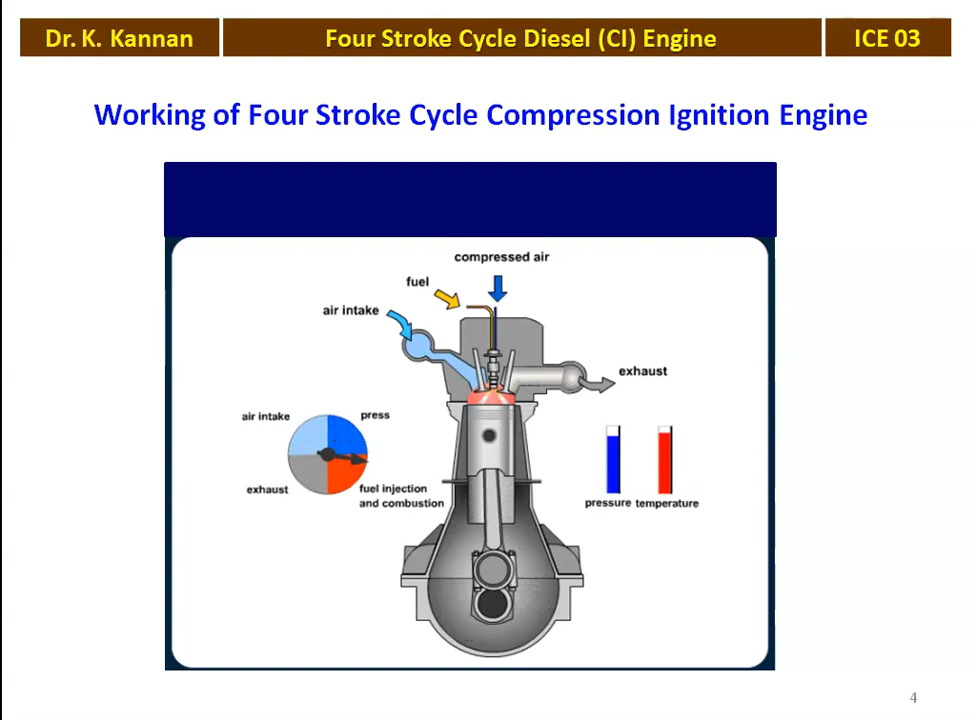 Dr. K. Kannan
Four Stroke Cycle Diesel (CI) Engine
ICE 03
Working of Four Stroke Cycle Compression Ignition Engine
compressed air
fuel
air intake
exhaust
air intake
press
exhaust
fuel injection
and combustion
pressure
temperature
4